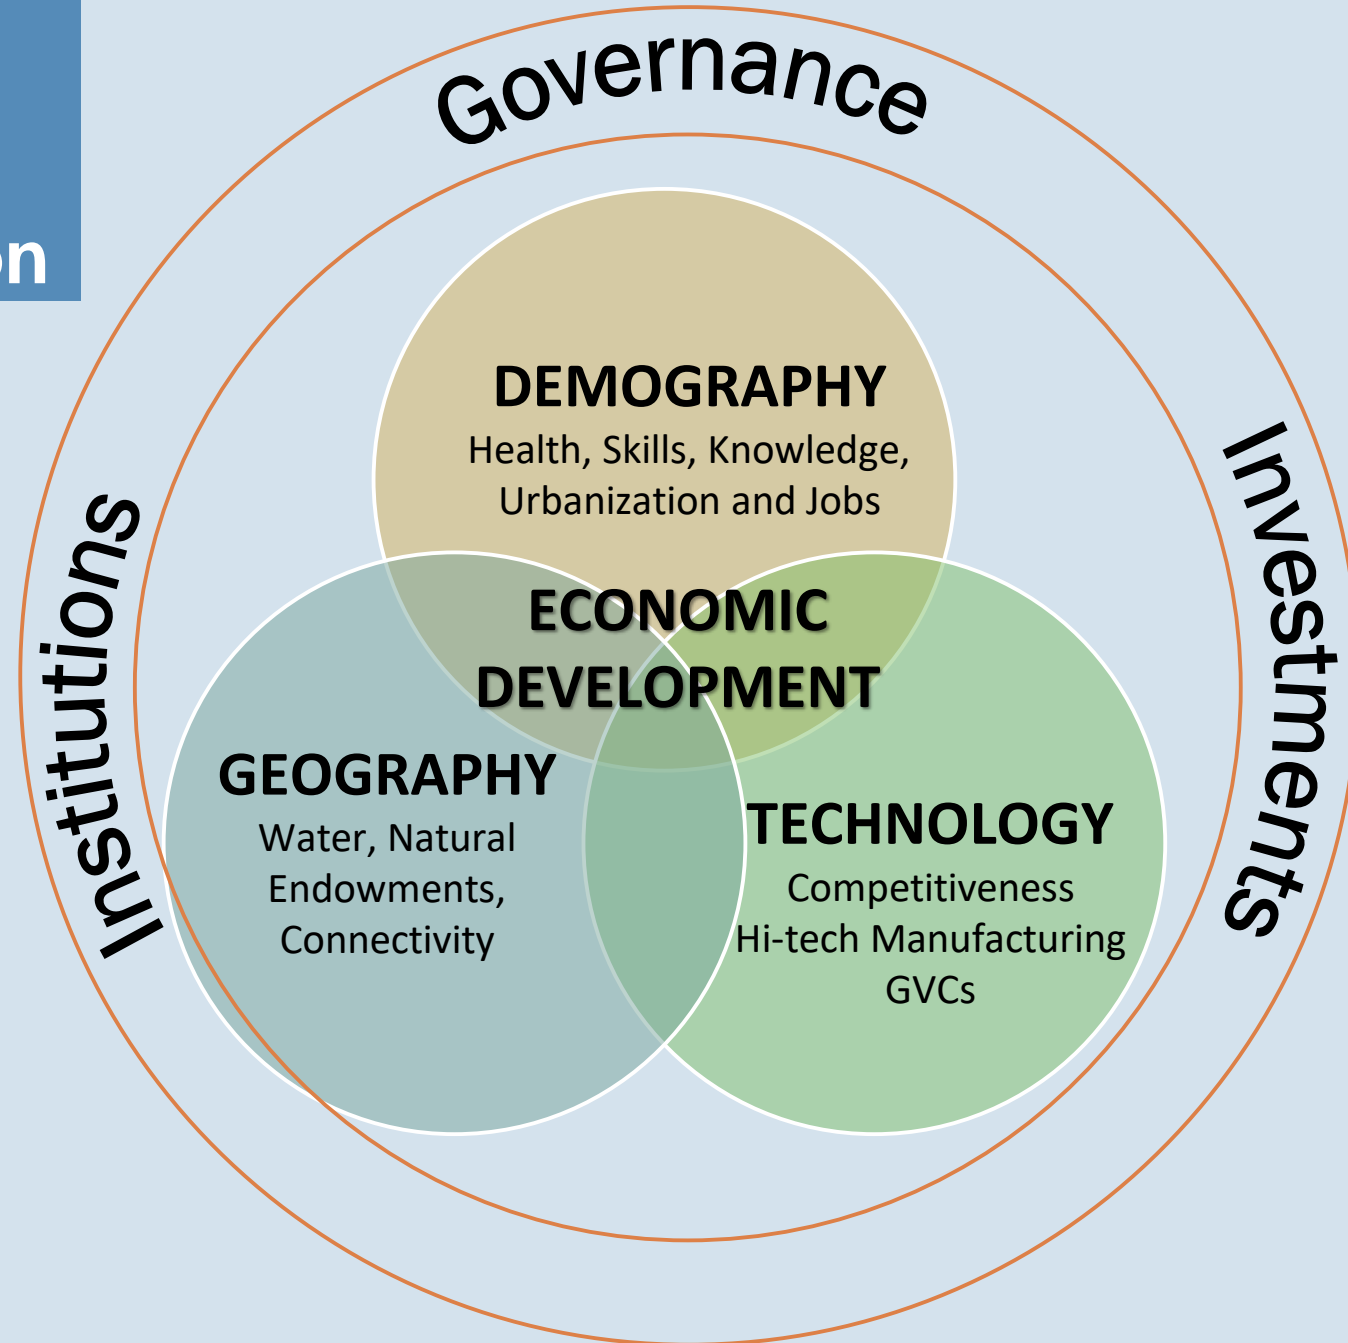 Governance
on
DEMOGRAPHY
Health, Skills, Knowledge,
Urbanization and Jobs
Institutions
Investments
ECONOMIC
DEVELOPMENT
GEOGRAPHY
Water, Natural
Endowments,
Connectivity
TECHNOLOGY
Competitiveness
Hi-tech Manufacturing
GVCs